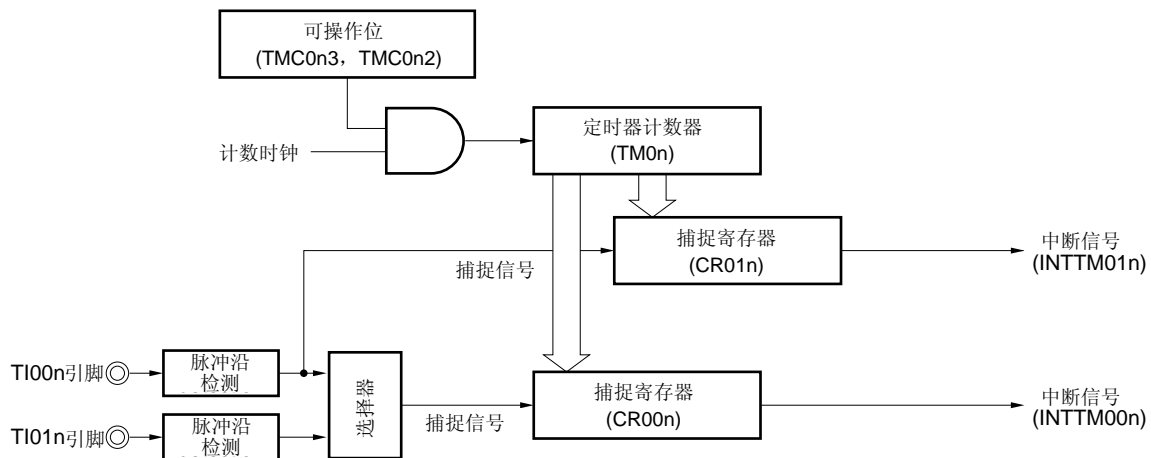 可操作位
(TMC0n3，TMC0n2)
计数时钟
定时器计数器
(TM0n)
捕捉寄存器
(CR01n)
中断信号
(INTTM01n)
捕捉信号
TI00n引脚
脉冲沿
检测
选择器
捕捉信号
捕捉寄存器
(CR00n)
中断信号
(INTTM00n)
TI01n引脚
脉冲沿
检测